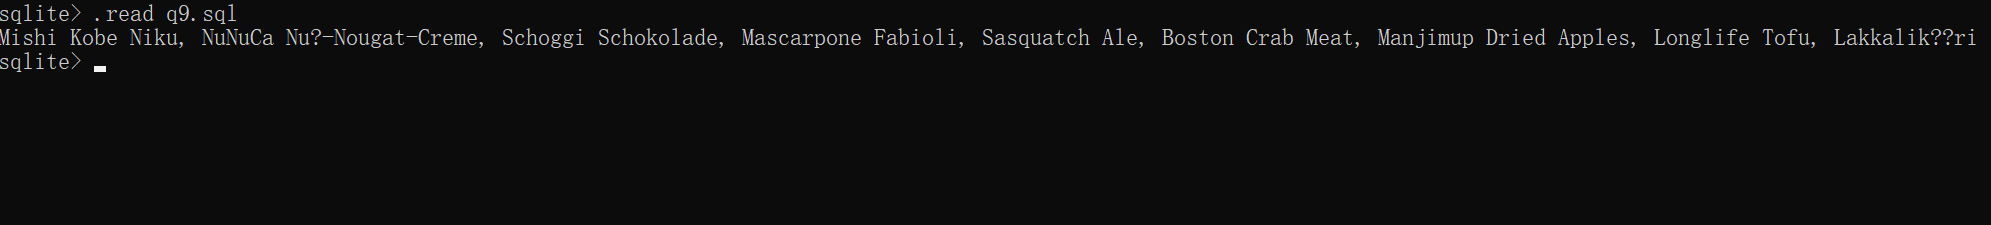 sqlite> .read q9.sql
Mishi Kobe Niku, NuNuCa Nu?-Nougat-Creme, Schoggi Schokolade, Mascarpone Fabioli, Sasquatch Ale, Boston Crab Meat, Manjimup Dried Apples, Longlife Tofu, Lakkalik??ri
sqlite>